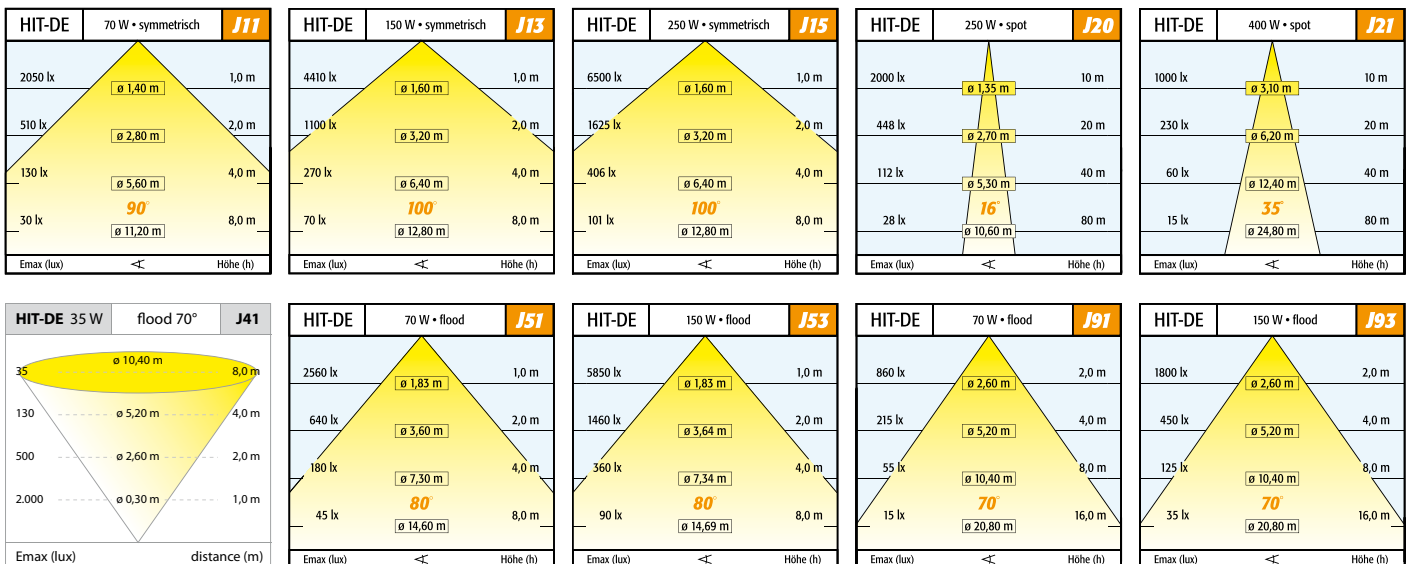 HIT-DE 70 W • symmetrisch J11
2050 lx 1,0 m
ø 1,40 m
510 lx 2,0 m
ø 2,80 m
130 lx 4,0 m
ø 5,60 m
90°
30 lx 8,0 m
ø 11,20 m
Emax (lux) Höhe (h)
HIT-DE 150 W • symmetrisch J13
4410 lx 1,0 m
ø 1,60 m
1100 lx 2,0 m
ø 3,20 m
270 lx 4,0 m
ø 6,40 m
100°
70 lx 8,0 m
ø 12,80 m
Emax (lux) Höhe (h)
HIT-DE 250 W • symmetrisch J15
6500 lx 1,0 m
ø 1,60 m
1625 lx 2,0 m
ø 3,20 m
406 lx 4,0 m
ø 6,40 m
100°
101 lx 8,0 m
ø 12,80 m
Emax (lux) Höhe (h)
HIT-DE 250 W • spot J20
2000 lx 10 m
ø 1,35 m
448 lx 20 m
ø 2,70 m
112 lx 40 m
ø 5,30 m
16°
28 lx 80 m
ø 10,60 m
Emax (lux) Höhe (h)
HIT-DE 400 W • spot J21
1000 lx 10 m
ø 3,10 m
230 lx 20 m
ø 6,20 m
60 lx 40 m
ø 12,40 m
35°
15 lx 80 m
ø 24,80 m
Emax (lux) Höhe (h)
HIT-DE 35 W flood 70° J41
ø 10,40 m
35 8,0 m
130 ø 5,20 m 4,0 m
500 ø 2,60 m 2,0 m
2.000 ø 0,30 m 1,0 m
Emax (lux) distance (m)
HIT-DE 70 W • flood J51
2560 lx 1,0 m
ø 1,83 m
640 lx 2,0 m
ø 3,60 m
180 lx 4,0 m
ø 7,30 m
80°
45 lx 8,0 m
ø 14,60 m
Emax (lux) Höhe (h)
HIT-DE 150 W • flood J53
5850 lx 1,0 m
ø 1,83 m
1460 lx 2,0 m
ø 3,64 m
360 lx 4,0 m
ø 7,34 m
80°
90 lx 8,0 m
ø 14,69 m
Emax (lux) Höhe (h)
HIT-DE 70 W • flood J91
860 lx 2,0 m
ø 2,60 m
215 lx 4,0 m
ø 5,20 m
55 lx 8,0 m
ø 10,40 m
70°
15 lx 16,0 m
ø 20,80 m
Emax (lux) Höhe (h)
HIT-DE 150 W • flood J93
1800 lx 2,0 m
ø 2,60 m
450 lx 4,0 m
ø 5,20 m
125 lx 8,0 m
ø 10,40 m
70°
35 lx 16,0 m
ø 20,80 m
Emax (lux) Höhe (h)